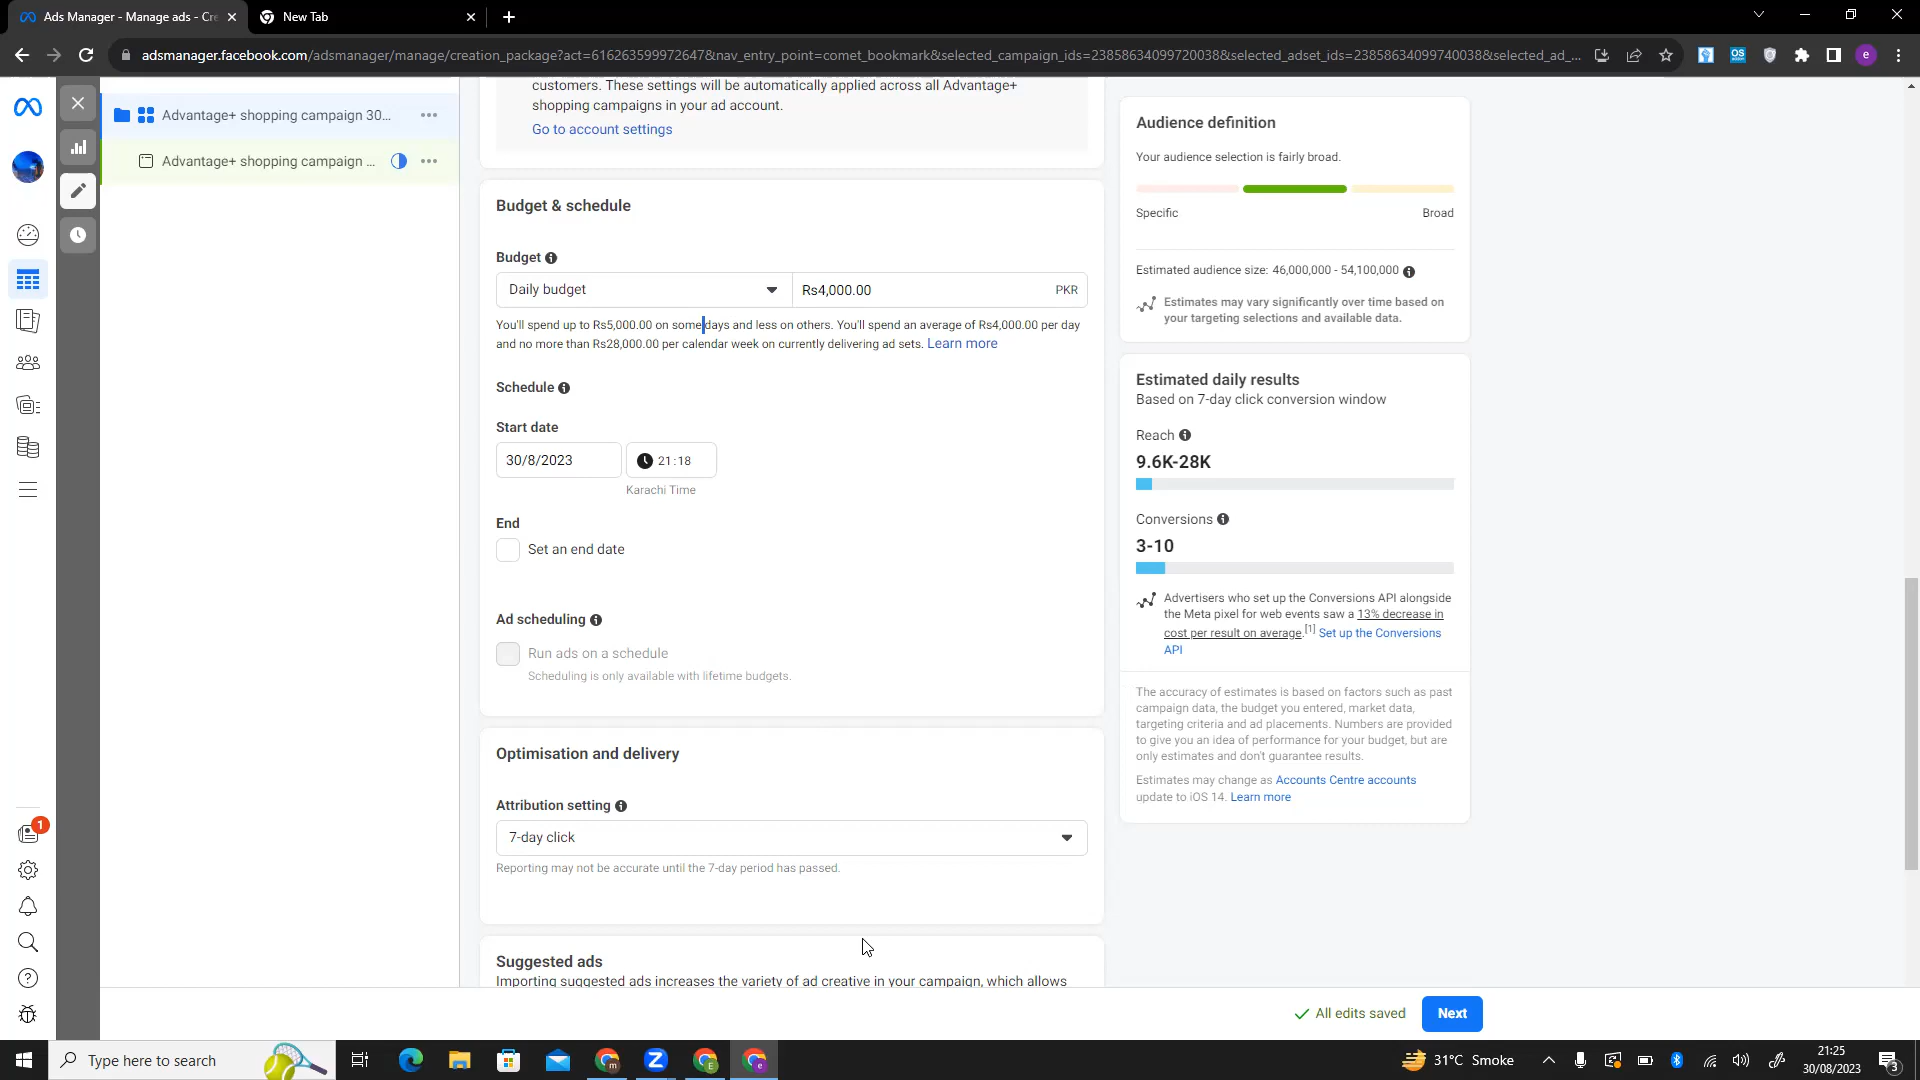 Ads Manager - Manage ads - Cre
New Tab
adsmanager.facebook.com/adsmanager/manage/creation_package?act=616263599972647&nav_entry_point=comet_bookmark&selected_campaign_ids=23858634099720038&selected_adset_ids=23858634099740038&selected_ad_...
e
Advantage+ shopping campaign 30...
Advantage+ shopping campaign ...
customers. These settings will be automatically applied across all Advantage+
shopping campaigns in your ad account.
Go to account settings
Budget & schedule
Budget
Daily budget
Rs4,000.00
PKR
You'll spend up to Rs5,000.00 on some days and less on others. You'll spend an average of Rs4,000.00 per day
and no more than Rs28,000.00 per calendar week on currently delivering ad sets. Learn more
Schedule
Start date
30/8/2023
21:18
Karachi Time
End
Set an end date
Ad scheduling
Run ads on a schedule
Scheduling is only available with lifetime budgets.
Optimisation and delivery
Attribution setting
7-day click
Reporting may not be accurate until the 7-day period has passed.
Suggested ads
Importing suggested ads increases the variety of ad creative in your campaign, which allows
Audience definition
Your audience selection is fairly broad.
Specific
Broad
Estimated audience size: 46,000,000 - 54,100,000
Estimates may vary significantly over time based on
your targeting selections and available data.
Estimated daily results
Based on 7-day click conversion window
Reach
9.6K-28K
Conversions
3-10
Advertisers who set up the Conversions API alongside
the Meta pixel for web events saw a 13% decrease in
cost per result on average.[1] Set up the Conversions
API
The accuracy of estimates is based on factors such as past
campaign data, the budget you entered, market data,
targeting criteria and ad placements. Numbers are provided
to give you an idea of performance for your budget, but are
only estimates and don't guarantee results.
Estimates may change as Accounts Centre accounts
update to iOS 14. Learn more
1
All edits saved
Next
Type here to search
31°C Smoke
21:25
30/08/2023
3